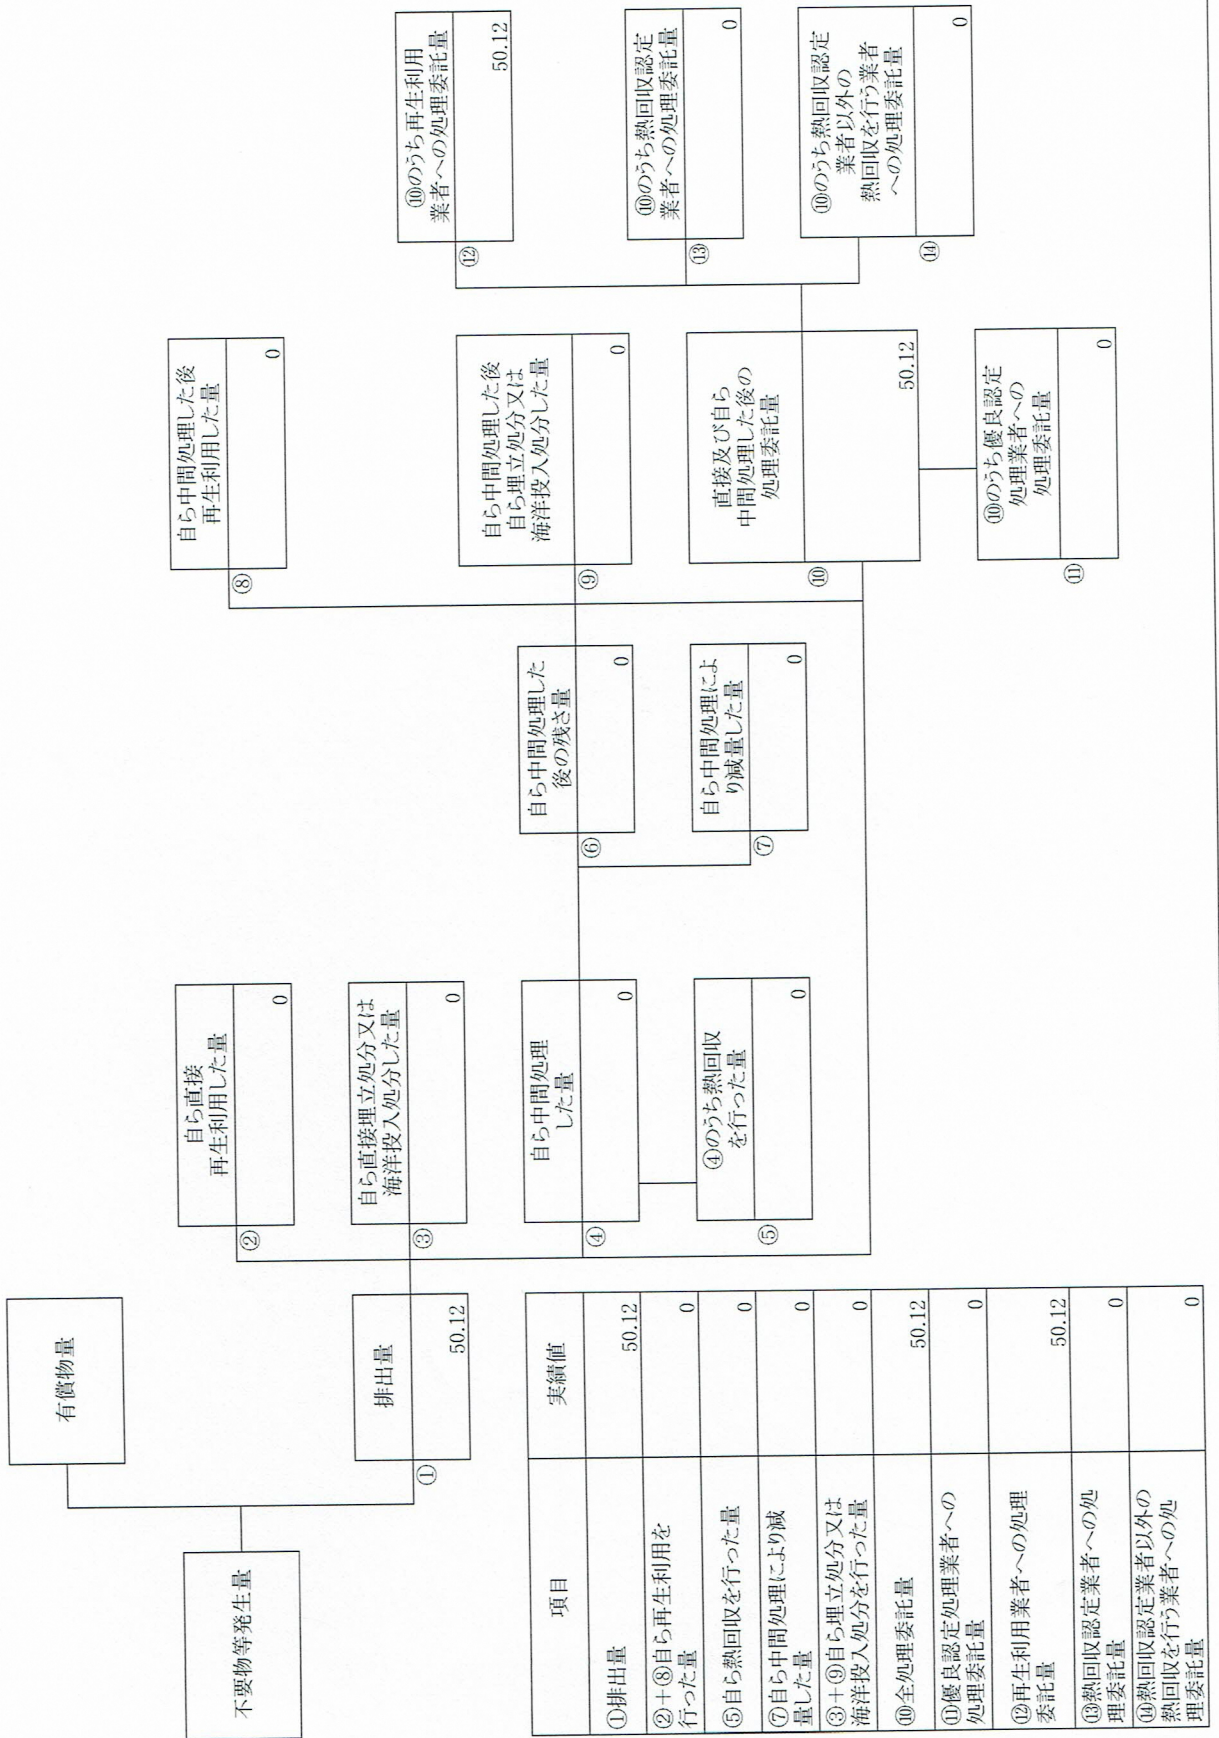 不要物等発生量
有償物量
①
排出量
50.12
②
自ら直接
再生利用した量
0
③
自ら直接埋立処分又は
海洋投入処分した量
0
④
自ら中間処理
した量
0
⑤
④のうち熱回収
を行った量
0
⑥
自ら中間処理した
後の残さ量
0
⑦
自ら中間処理によ
り減量した量
0
⑧
自ら中間処理した後
再生利用した量
0
⑨
自ら中間処理した後
自ら埋立処分又は
海洋投入処分した量
0
⑩
直接及び自ら
中間処理した後の
処理委託量
50.12
⑪
⑩のうち優良認定
処理業者への
処理委託量
0
⑫
⑩のうち再生利用
業者への処理委託量
50.12
⑬
⑩のうち熱回収認定
業者への処理委託量
0
⑭
⑩のうち熱回収認定
業者以外の
熱回収を行う業者
への処理委託量
0
項目
実績値
①排出量
50.12
②+⑧自ら再生利用を
行った量
0
⑤自ら熱回収を行った量
0
⑦自ら中間処理により減
量した量
0
③+⑨自ら埋立処分又は
海洋投入処分を行った量
0
⑩全処理委託量
50.12
⑪優良認定処理業者への
処理委託量
0
⑫再生利用業者への処理
委託量
50.12
⑬熱回収認定業者への処
理委託量
0
⑭熱回収認定業者以外の
熱回収を行う業者への処
理委託量
0